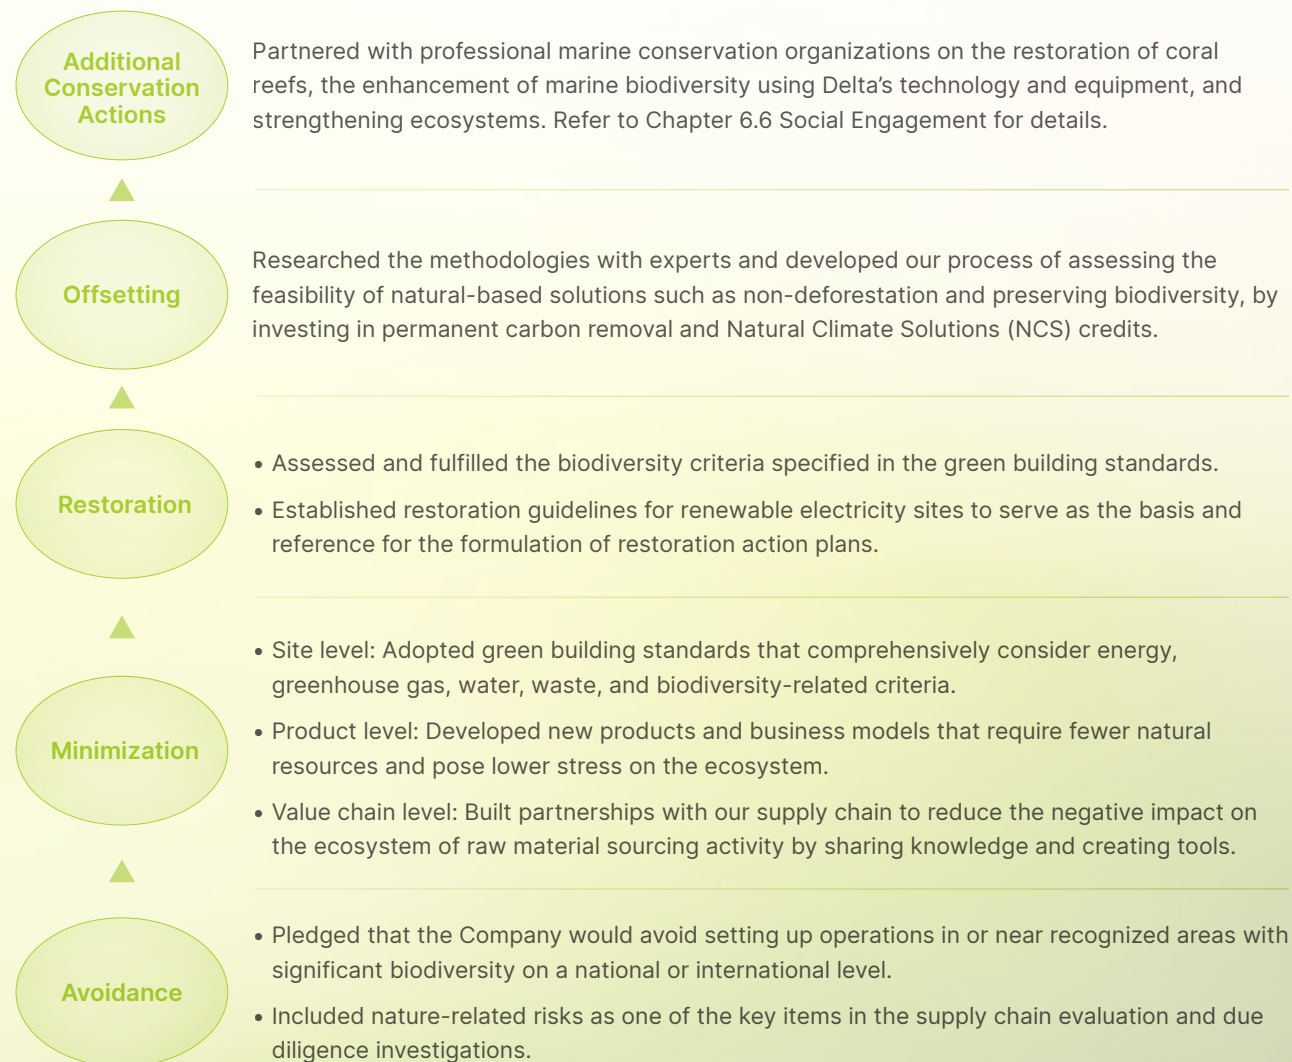 Additional
Conservation
Actions
Partnered with professional marine conservation organizations on the restoration of coral
reefs, the enhancement of marine biodiversity using Delta’s technology and equipment, and
strengthening ecosystems. Refer to Chapter 6.6 Social Engagement for details.
Offsetting
Researched the methodologies with experts and developed our process of assessing the
feasibility of natural-based solutions such as non-deforestation and preserving biodiversity, by
investing in permanent carbon removal and Natural Climate Solutions (NCS) credits.
Restoration
• Assessed and fulfilled the biodiversity criteria specified in the green building standards.
• Established restoration guidelines for renewable electricity sites to serve as the basis and
reference for the formulation of restoration action plans.
Minimization
• Site level: Adopted green building standards that comprehensively consider energy,
greenhouse gas, water, waste, and biodiversity-related criteria.
• Product level: Developed new products and business models that require fewer natural
resources and pose lower stress on the ecosystem.
• Value chain level: Built partnerships with our supply chain to reduce the negative impact on
the ecosystem of raw material sourcing activity by sharing knowledge and creating tools.
Avoidance
• Pledged that the Company would avoid setting up operations in or near recognized areas with
significant biodiversity on a national or international level.
• Included nature-related risks as one of the key items in the supply chain evaluation and due
diligence investigations.